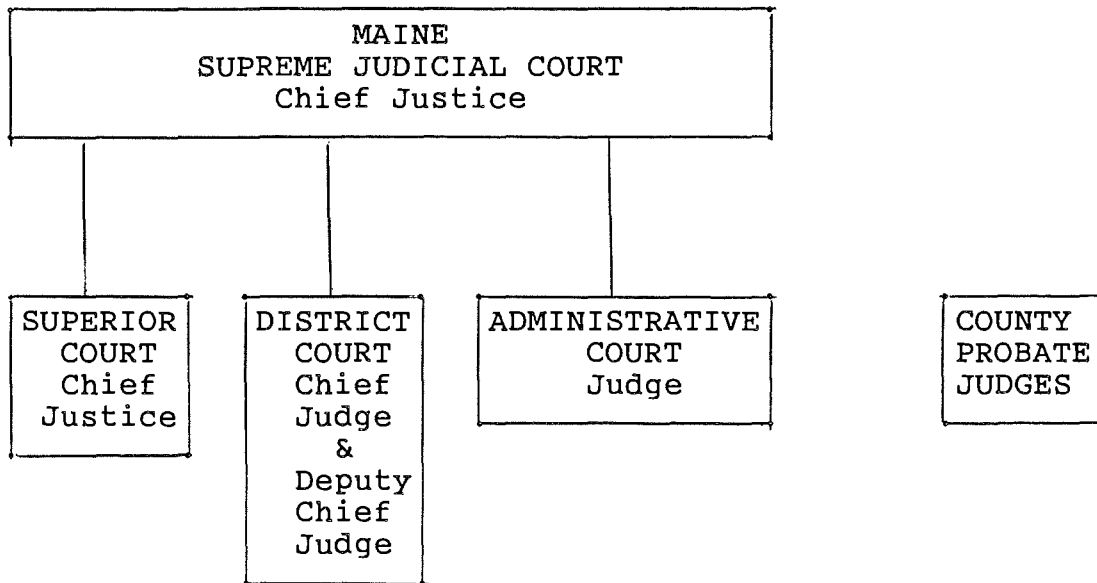 MAINE
SUPREME JUDICIAL COURT
Chief Justice
SUPERIOR
COURT
Chief
Justice
DISTRICT
COURT
Chief
Judge
&
Deputy
Chief
Judge
ADMINISTRATIVE
COURT
Judge
COUNTY
PROBATE
JUDGES